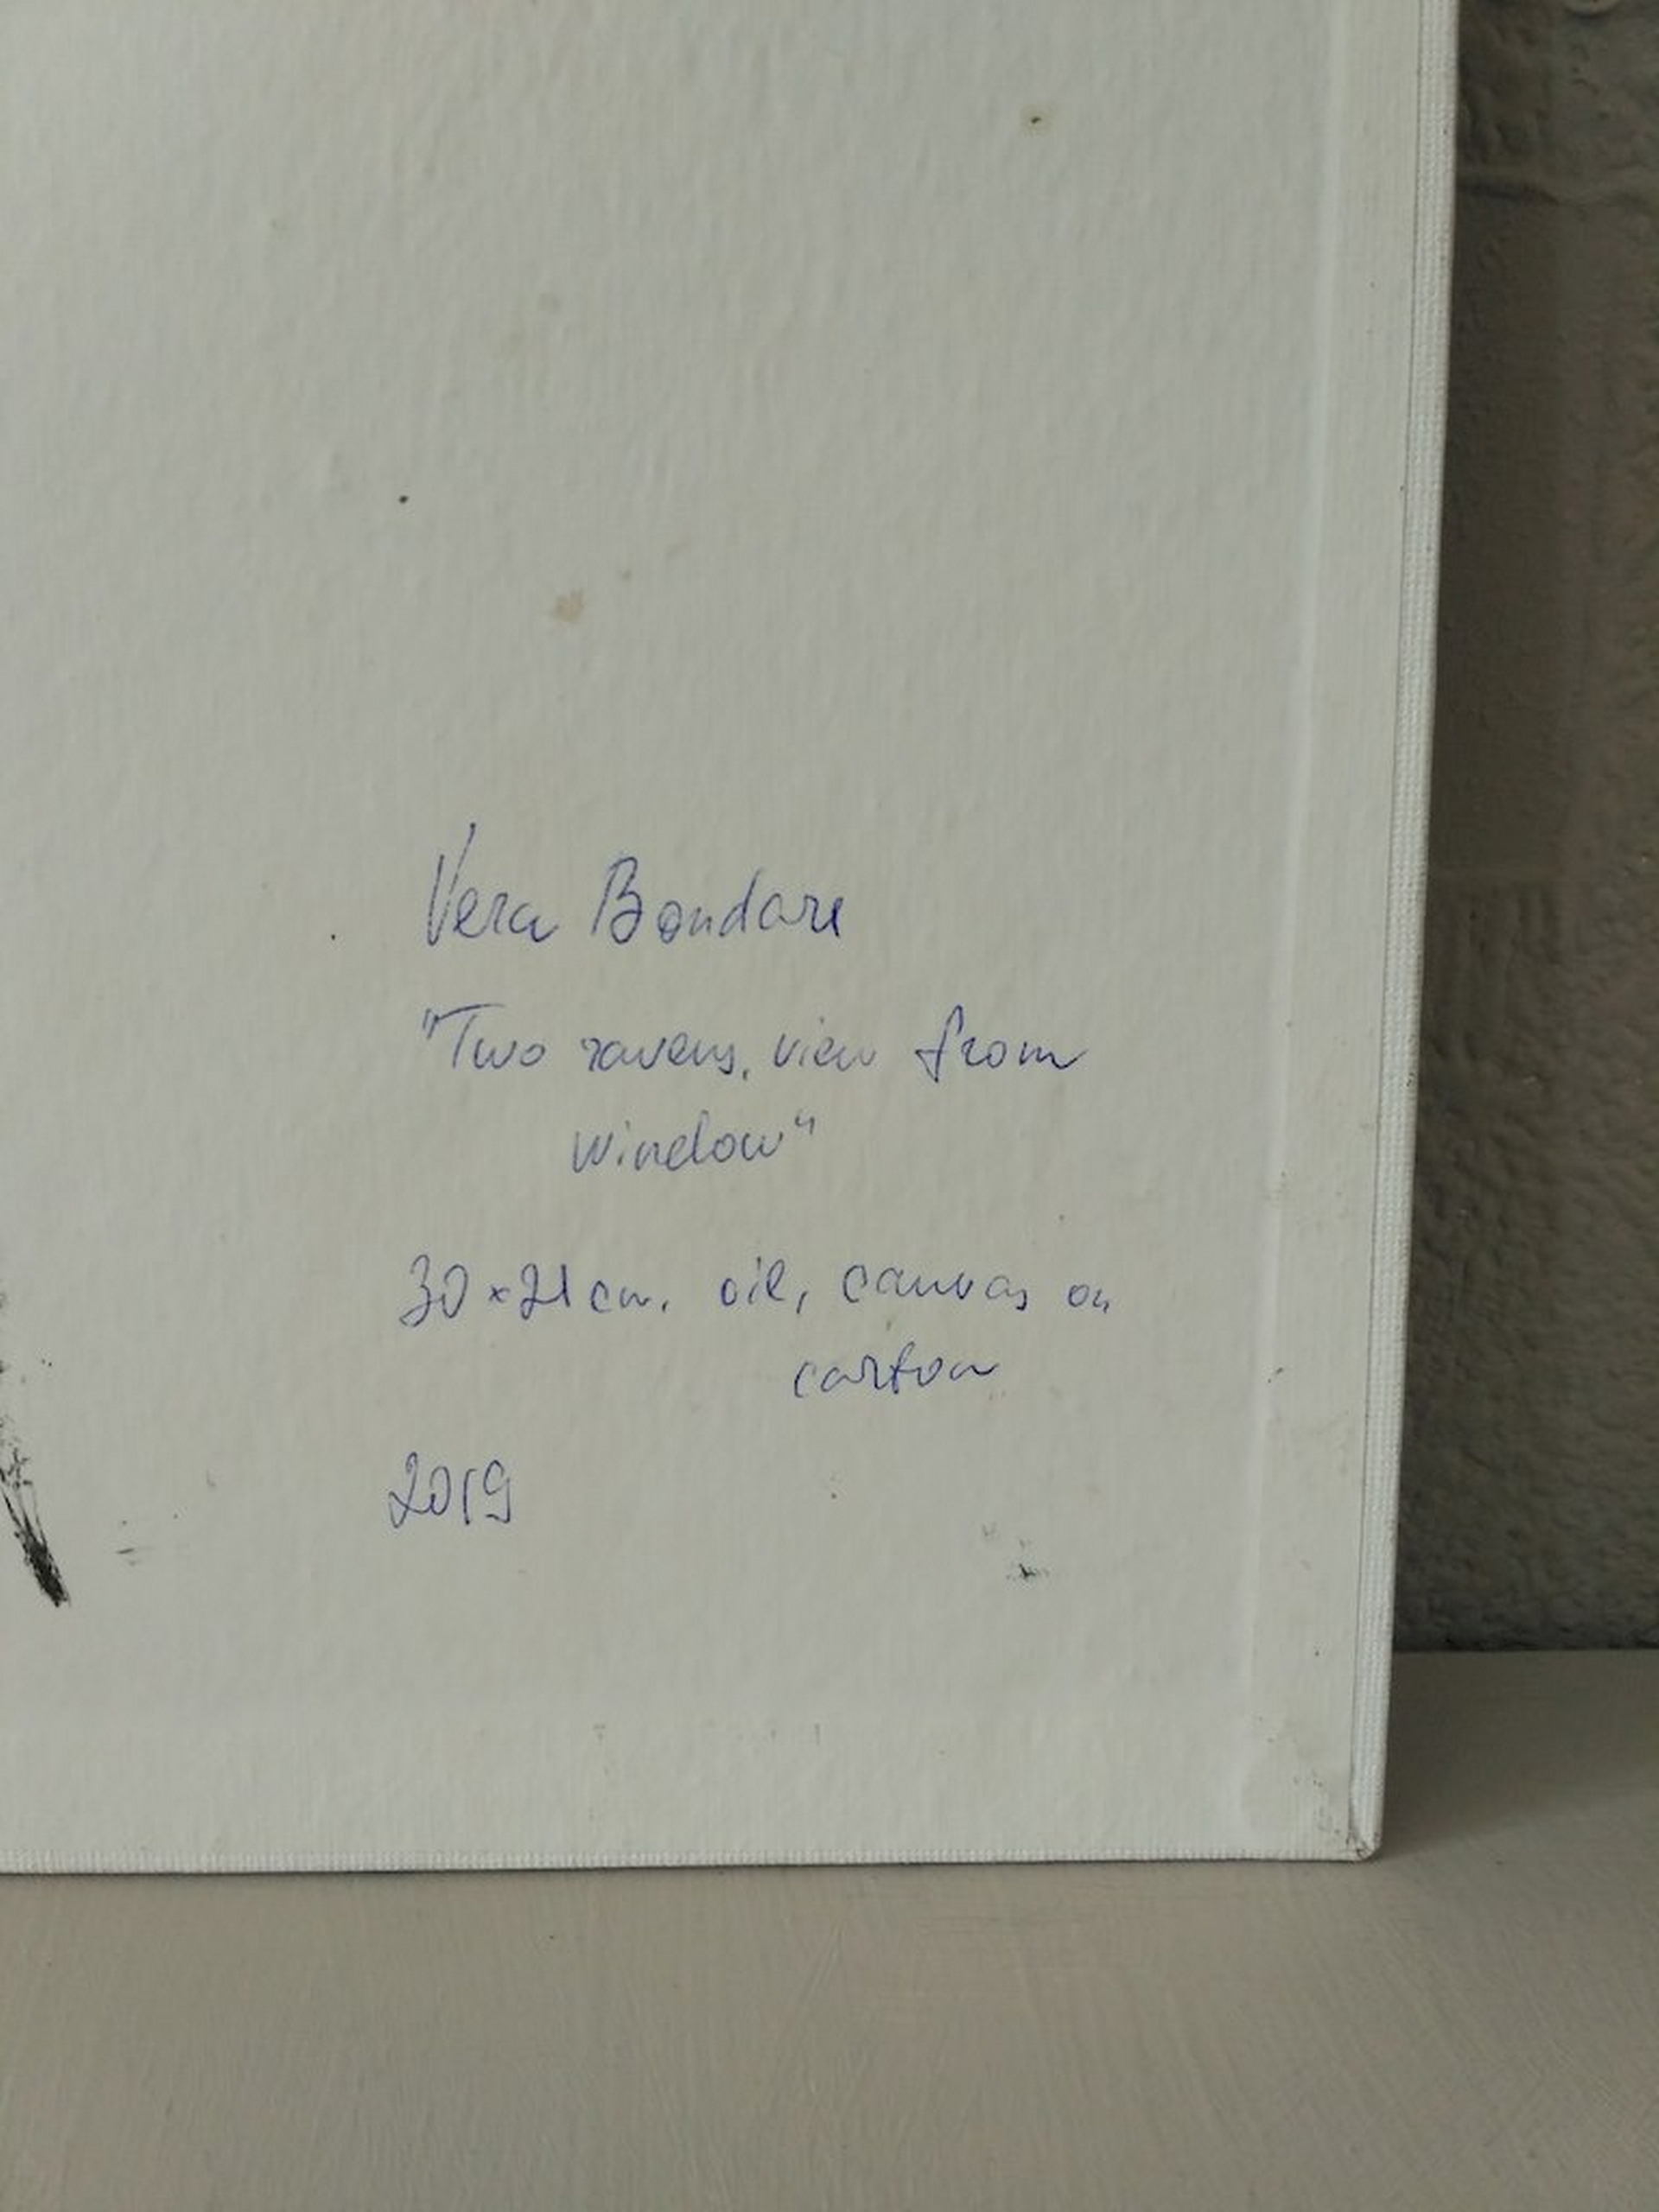 Vera Bondare
"Two ravens, view from
window"
30×21 cm. oil, canvas on
carton
2019